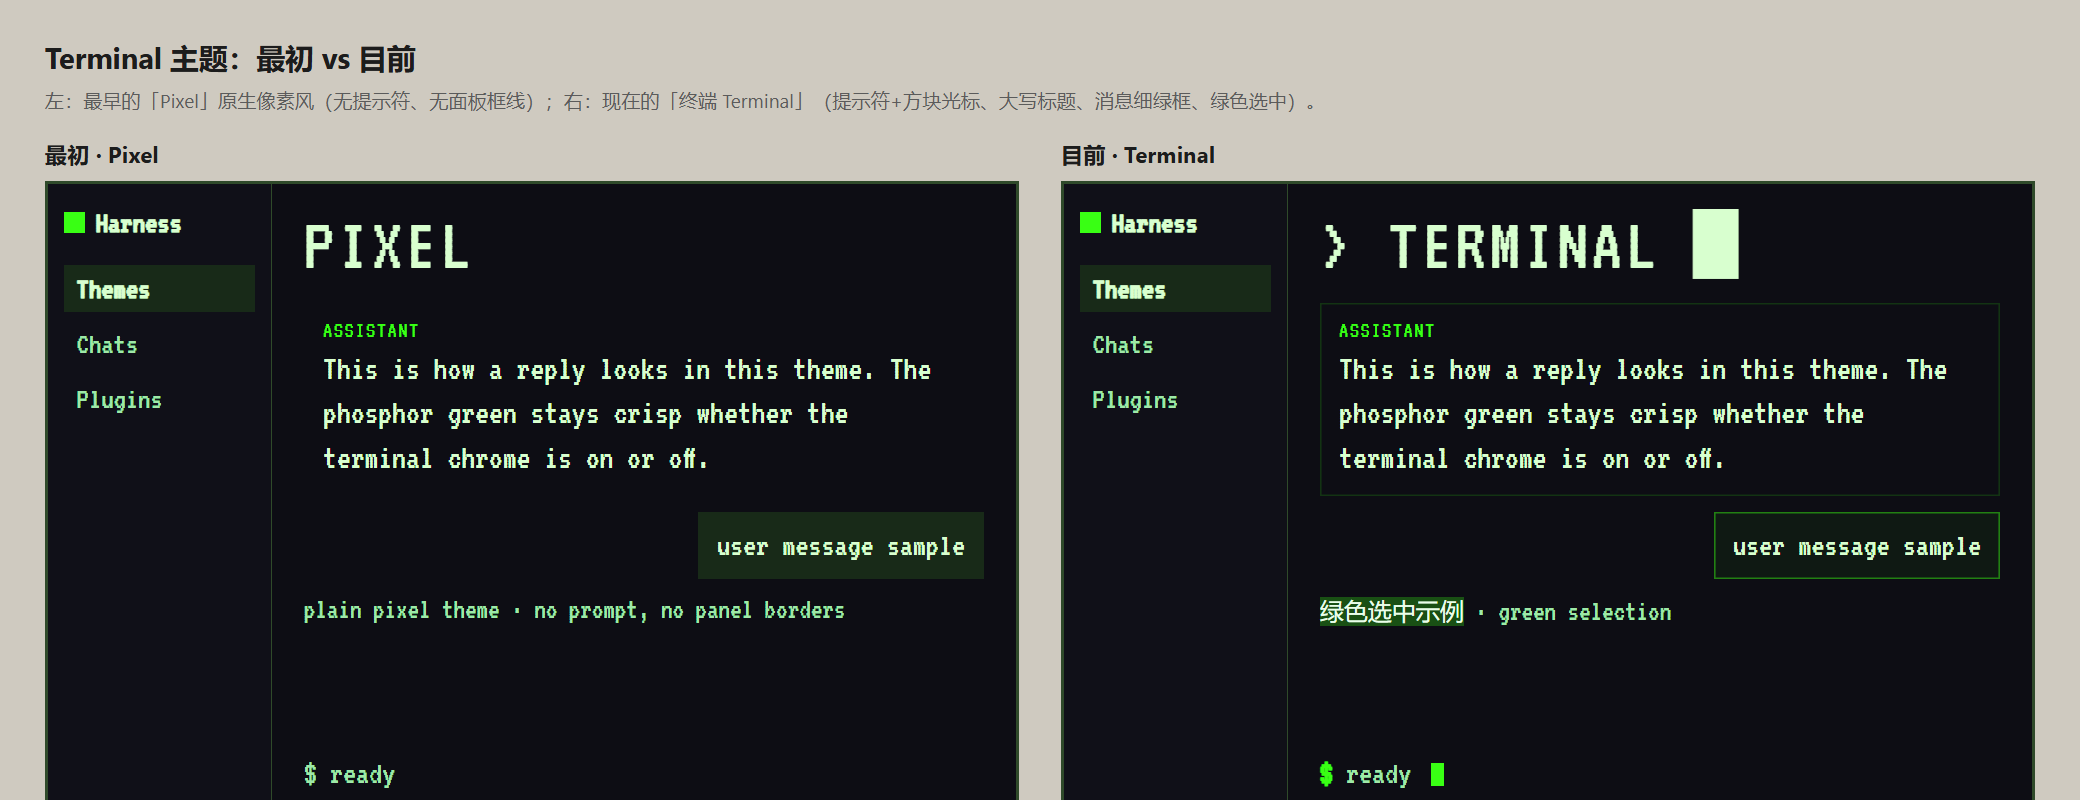 Terminal 主题：最初 vs 目前
左：最早的「Pixel」原生像素风（无提示符、无面板框线）；右：现在的「终端 Terminal」（提示符+方块光标、大写标题、消息细绿框、绿色选中）。
最初 · Pixel
Harness
Themes
Chats
Plugins
PIXEL
ASSISTANT
This is how a reply looks in this theme. The
phosphor green stays crisp whether the
terminal chrome is on or off.
user message sample
plain pixel theme · no prompt, no panel borders
$ ready
目前 · Terminal
Harness
Themes
Chats
Plugins
❯ TERMINAL
ASSISTANT
This is how a reply looks in this theme. The
phosphor green stays crisp whether the
terminal chrome is on or off.
user message sample
绿色选中示例 · green selection
$ ready